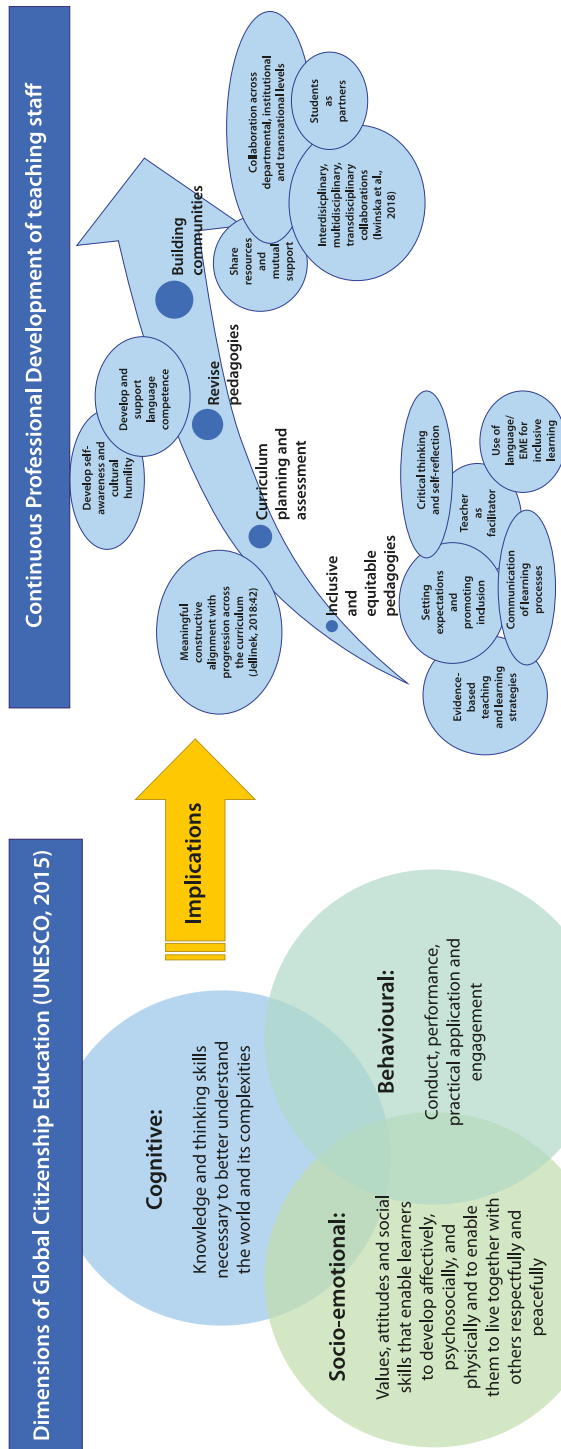 Dimensions of Global Citizenship Education (UNESCO, 2015)
Cognitive:
Knowledge and thinking skills
necessary to better understand
the world and its complexities
Socio-emotional:
Values, attitudes and social
skills that enable learners
to develop affectively,
psychosocially, and
physically and to enable
them to live together with
others respectfully and
peacefully
Behavioural:
Conduct, performance,
practical application and
engagement
Implications
Continuous Professional Development of teaching staff
Develop self-
awareness and
cultural
humility
Develop and
support
language
competence
Meaningful
constructive
alignment with
progression across
the curriculum
(Jellinek, 2018:42)
Building
communities
Revise
pedagogies
Curriculum
planning and
assessment
Inclusive
and
equitable pedagogies
Share
resources
and
mutual
support
Collaboration across
departmental, institutional
and transnational levels
Students
as
partners
Interdisicplinary,
multidisciplinary,
transdisciplinary
collaborations
(Iwinska et al.,
2018)
Evidence-
based
teaching
and learning
strategies
Setting
expectations
and
promoting
inclusion
Communication
of learning
processes
Teacher
as
facilitator
Critical thinking
and self-reflection
Use of
language/
EME for
inclusive
learning